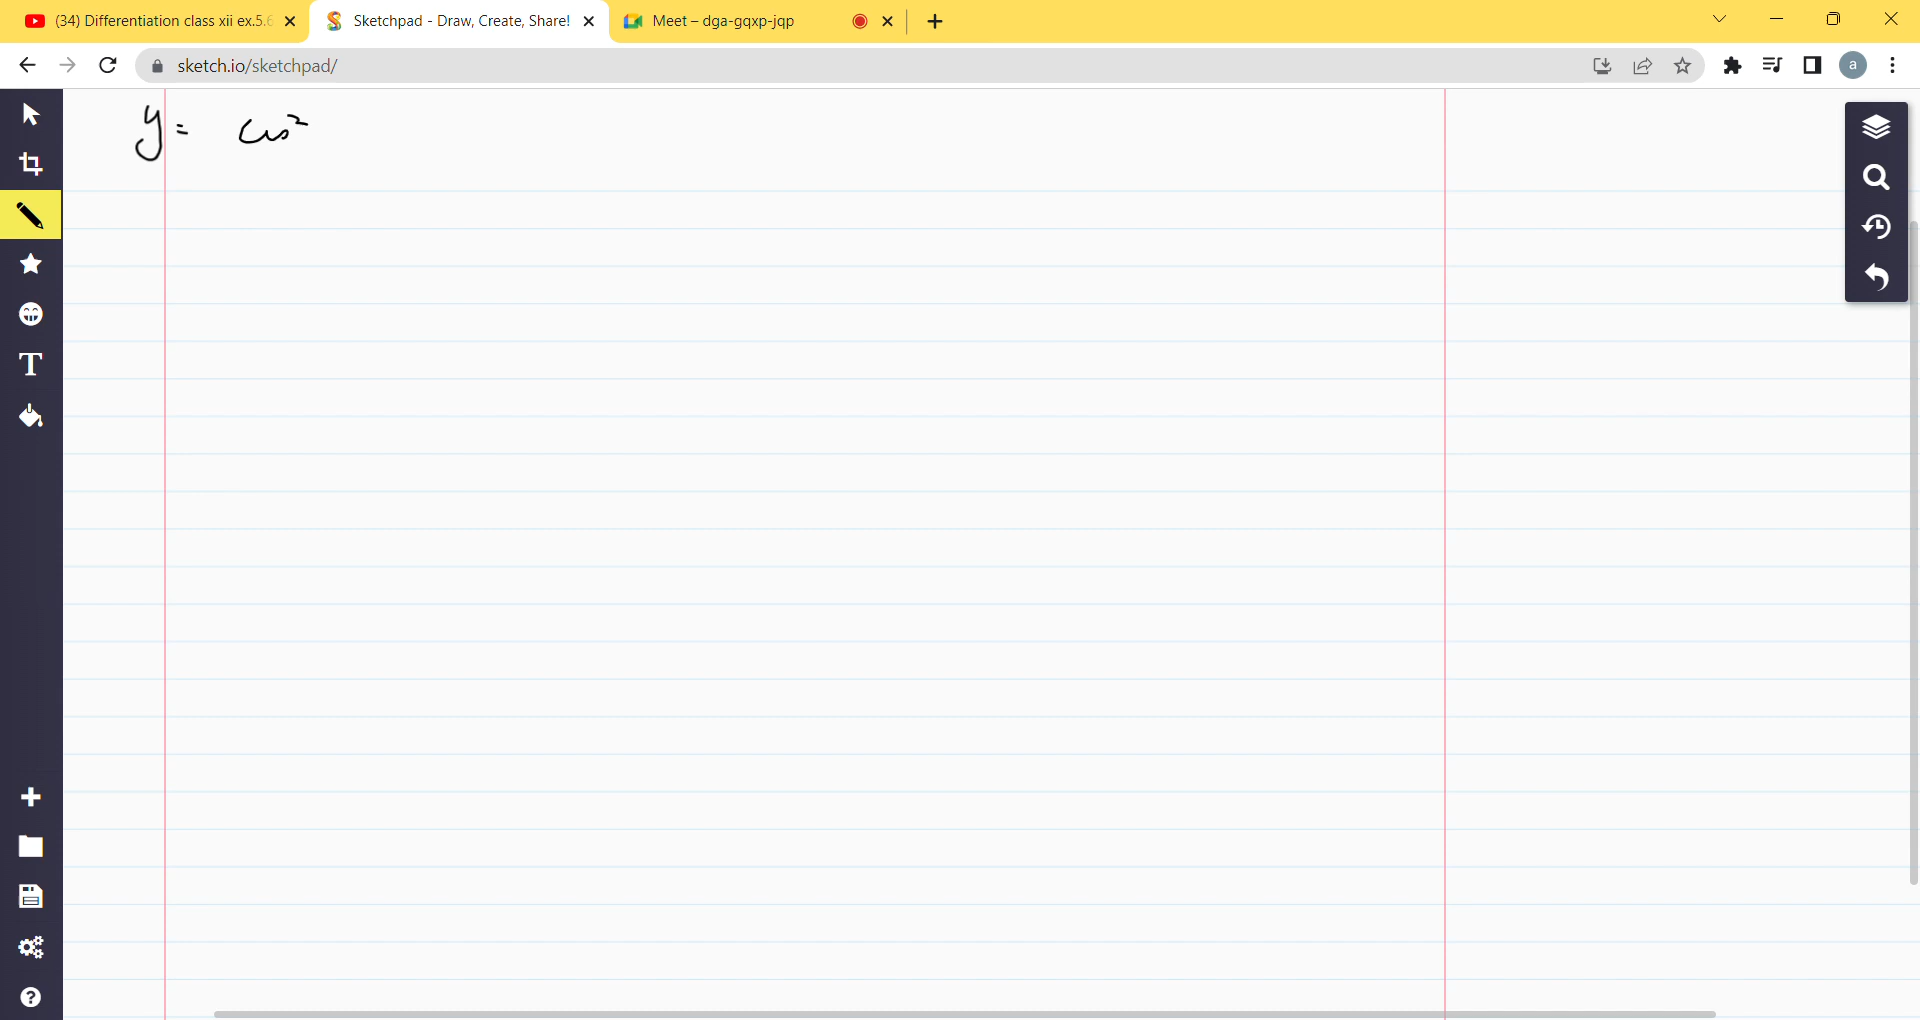 (34) Differentiation class xii ex.5.6
Sketchpad - Draw, Create, Share!
Meet – dga-gqxp-jqp
sketch.io/sketchpad/
a
y = cos²
T
?